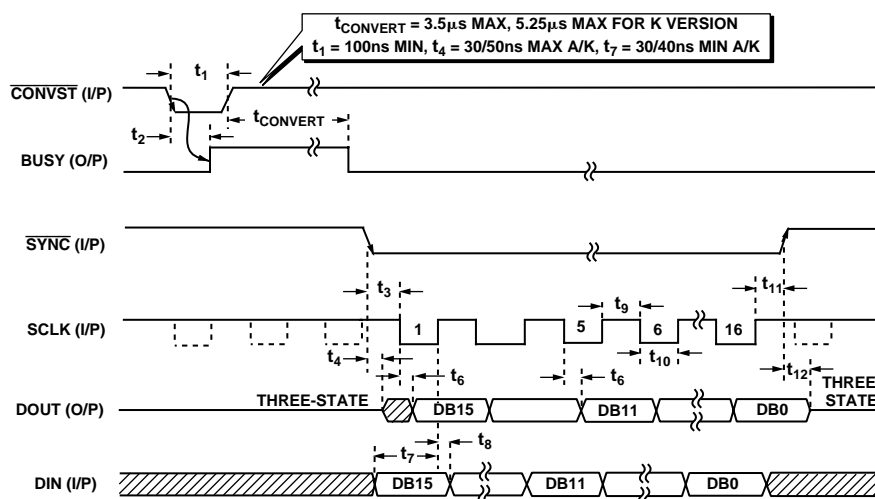 tCONVERT = 3.5μs MAX, 5.25μs MAX FOR K VERSION
t1 = 100ns MIN, t4 = 30/50ns MAX A/K, t7 = 30/40ns MIN A/K
t1
CONVST (I/P)
t2
tCONVERT
BUSY (O/P)
SYNC (I/P)
t3
t9
t11
SCLK (I/P)
1
5
6
16
t4
t6
t6
t10
t12
THREE-STATE
THREE-
STATE
DOUT (O/P)
DB15
DB11
DB0
t7
t8
DIN (I/P)
DB15
DB11
DB0